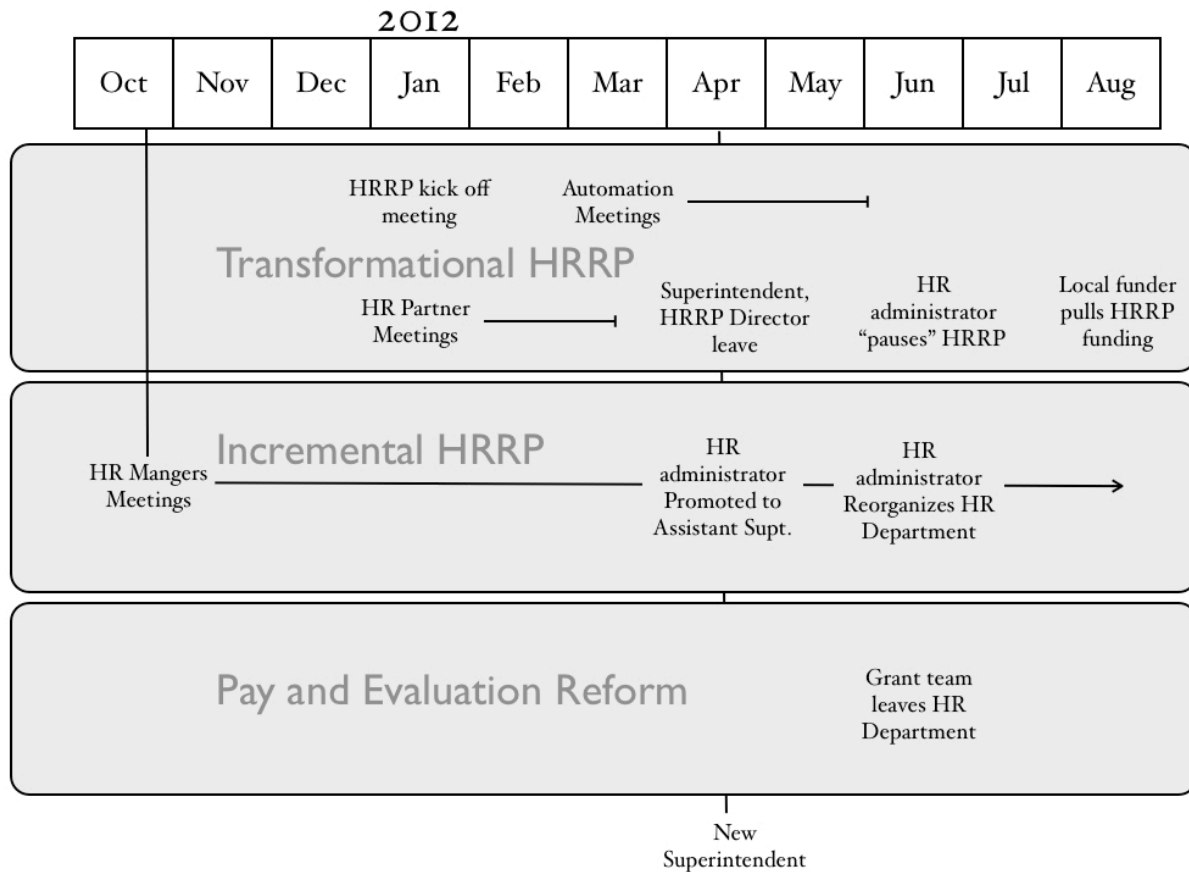 2012
Oct Nov Dec Jan Feb Mar Apr May Jun Jul Aug
HRRP kick off
meeting
Automation
Meetings
Transformational HRRP
HR Partner
Meetings
Superintendent,
HRRP Director
leave
HR
administrator
“pauses” HRRP
Local funder
pulls HRRP
funding
Incremental HRRP
HR Mangers
Meetings
HR
administrator
Promoted to
Assistant Supt.
HR
administrator
Reorganizes HR
Department
Pay and Evaluation Reform
Grant team
leaves HR
Department
New
Superintendent